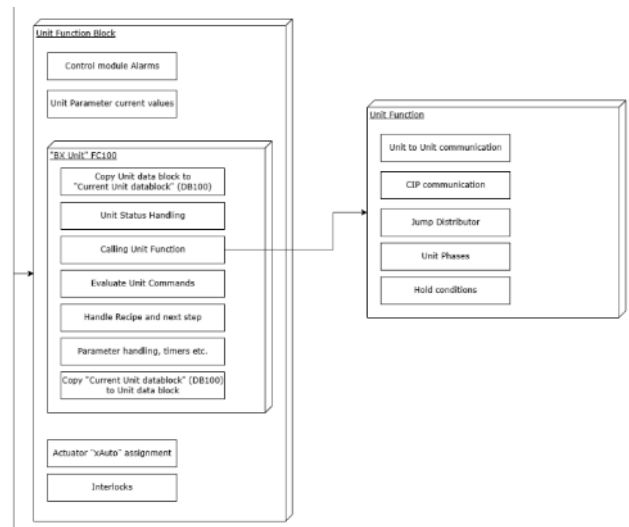 Unit Function Block
Control module Alarms
Unit Parameter current values
"BX Unit" FC100
Copy Unit data block to
"Current Unit datablock" (DB100)
Unit Status Handling
Calling Unit Function
Evaluate Unit Commands
Handle Recipe and next step
Parameter handling, timers etc.
Copy "Current Unit datablock" (DB100)
to Unit data block
Actuator "xAuto" assignment
Interlocks
Unit Function
Unit to Unit communication
CIP communication
Jump Distributor
Unit Phases
Hold conditions